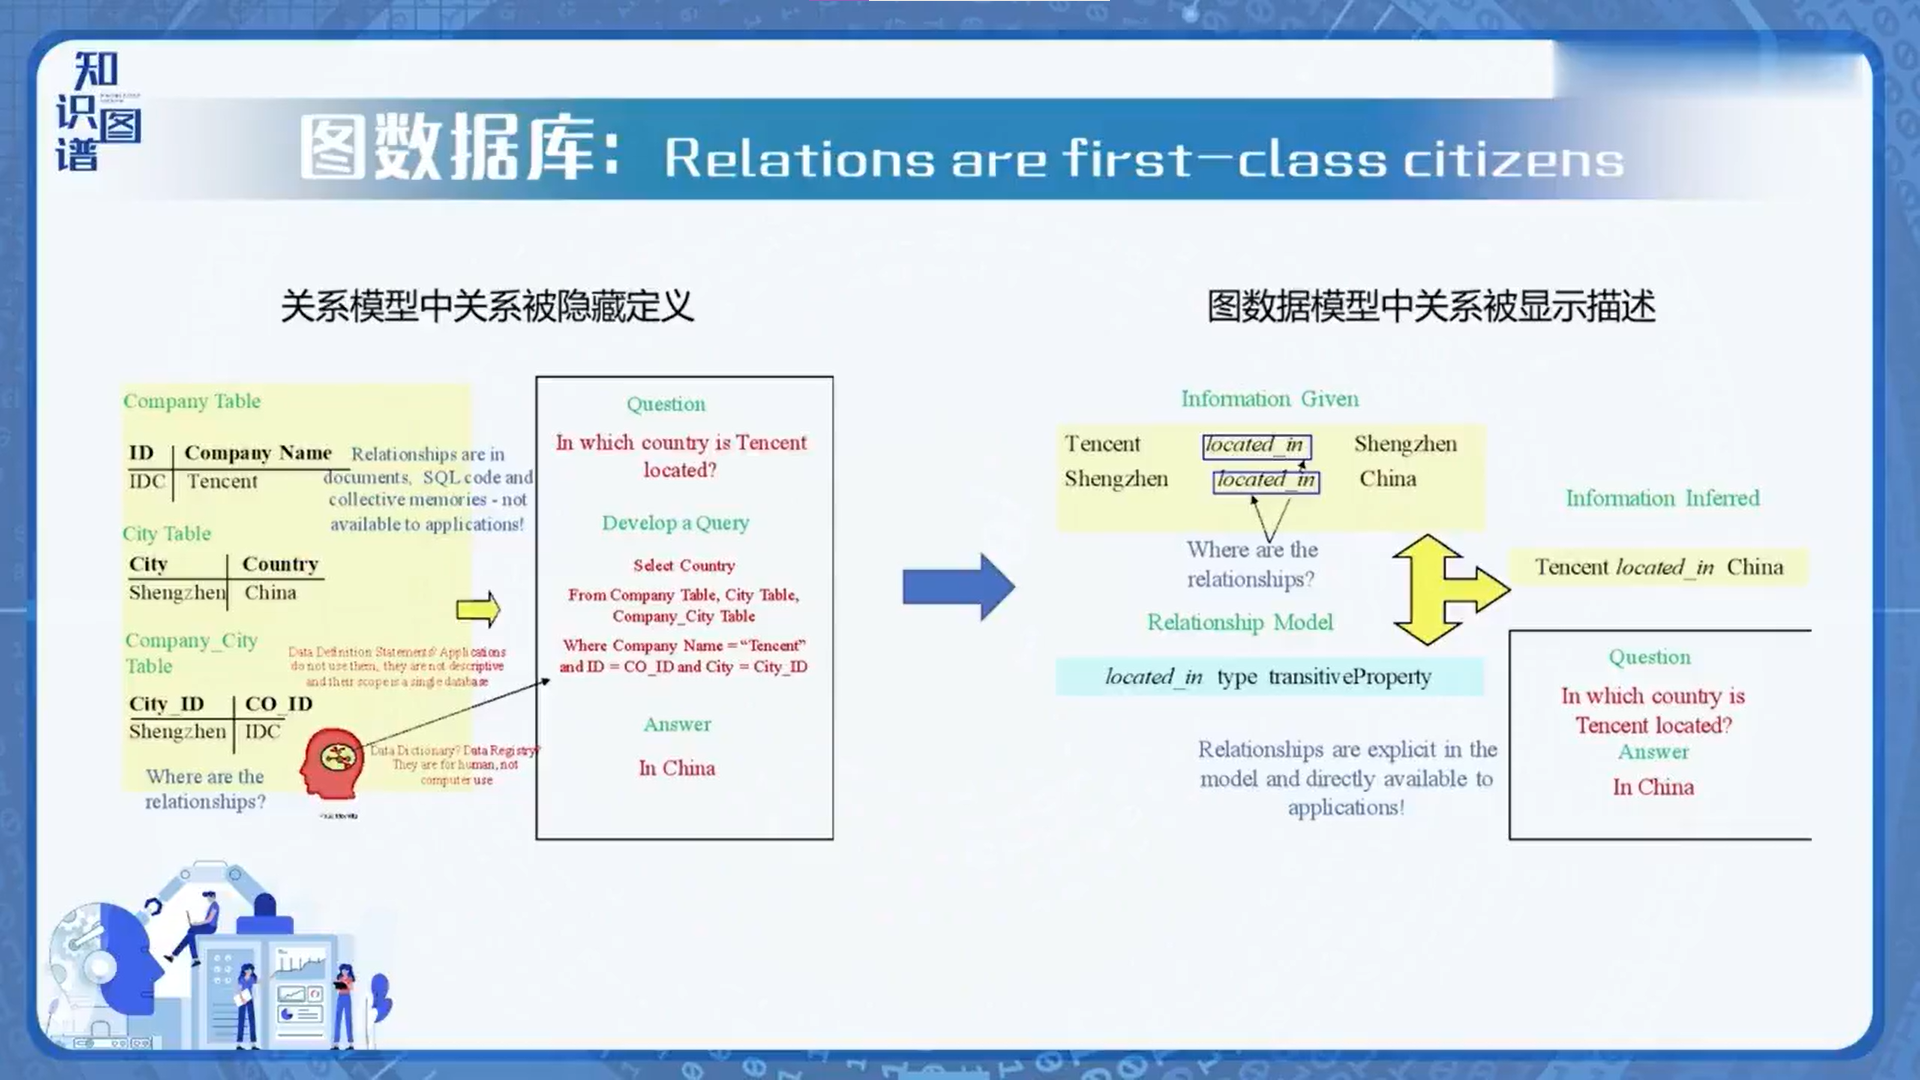 知
识图
谱
图数据库：Relations are first-class citizens
关系模型中关系被隐藏定义
Company Table
ID Company Name
IDC Tencent
Relationships are in
documents, SQL code and
collective memories - not
available to applications!
City Table
City Country
Shengzhen China
Company_City
Table
Data Definition Statements? Applications
do not use them, they are not descriptive
and their scope is a single database
City_ID CO_ID
Shengzhen IDC
Data Dictionary? Data Registry?
They are for human, not
computer use
Where are the
relationships?
Question
In which country is Tencent
located?
Develop a Query
Select Country
From Company Table, City Table,
Company_City Table
Where Company Name = “Tencent”
and ID = CO_ID and City = City_ID
Answer
In China
图数据模型中关系被显示描述
Information Given
Tencent located_in Shengzhen
Shengzhen located_in China
Where are the
relationships?
Relationship Model
located_in type transitiveProperty
Relationships are explicit in the
model and directly available to
applications!
Information Inferred
Tencent located_in China
Question
In which country is
Tencent located?
Answer
In China